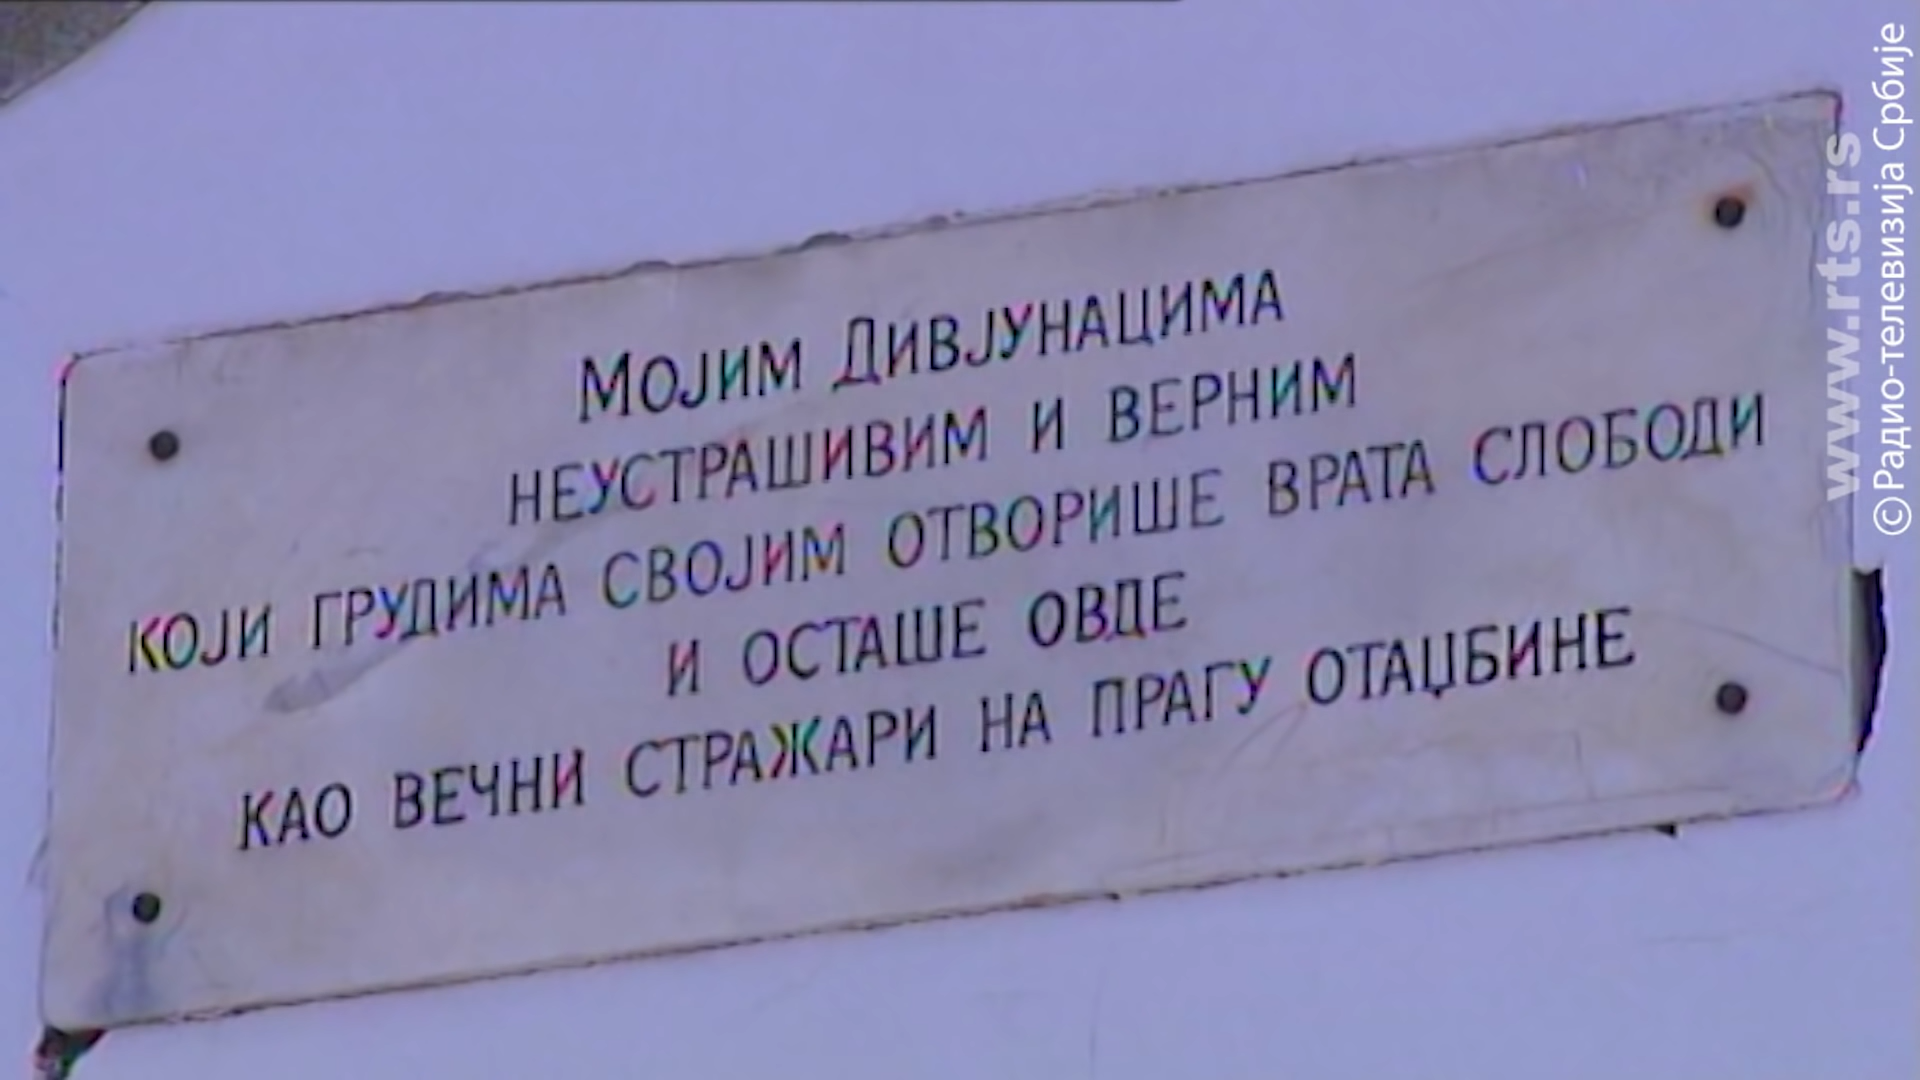 Мојим Дивјунацима
неустрашивим и верним
који грудима својим отворише врата слободи
и осташе овде
као вечни стражари на прагу отаџбине
www.rts.rs
©Радио-телевизија Србије